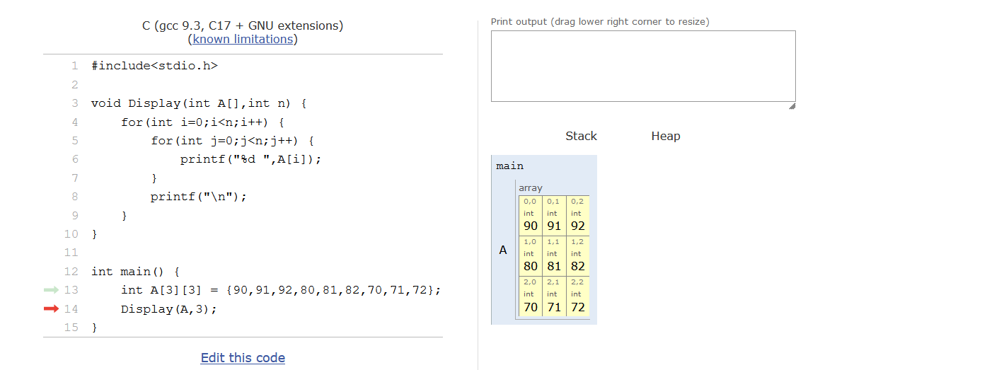 C (gcc 9.3, C17 + GNU extensions)
(known limitations)
1 #include<stdio.h>
2
3 void Display(int A[],int n) {
4     for(int i=0;i<n;i++) {
5         for(int j=0;j<n;j++) {
6             printf("%d ",A[i]);
7         }
8         printf("\n");
9     }
10 }
11
12 int main() {
13     int A[3][3] = {90,91,92,80,81,82,70,71,72};
14     Display(A,3);
15 }
Edit this code
Print output (drag lower right corner to resize)
Stack Heap
main
array
0,0 0,1 0,2
int int int
90 91 92
A
1,0 1,1 1,2
int int int
80 81 82
2,0 2,1 2,2
int int int
70 71 72